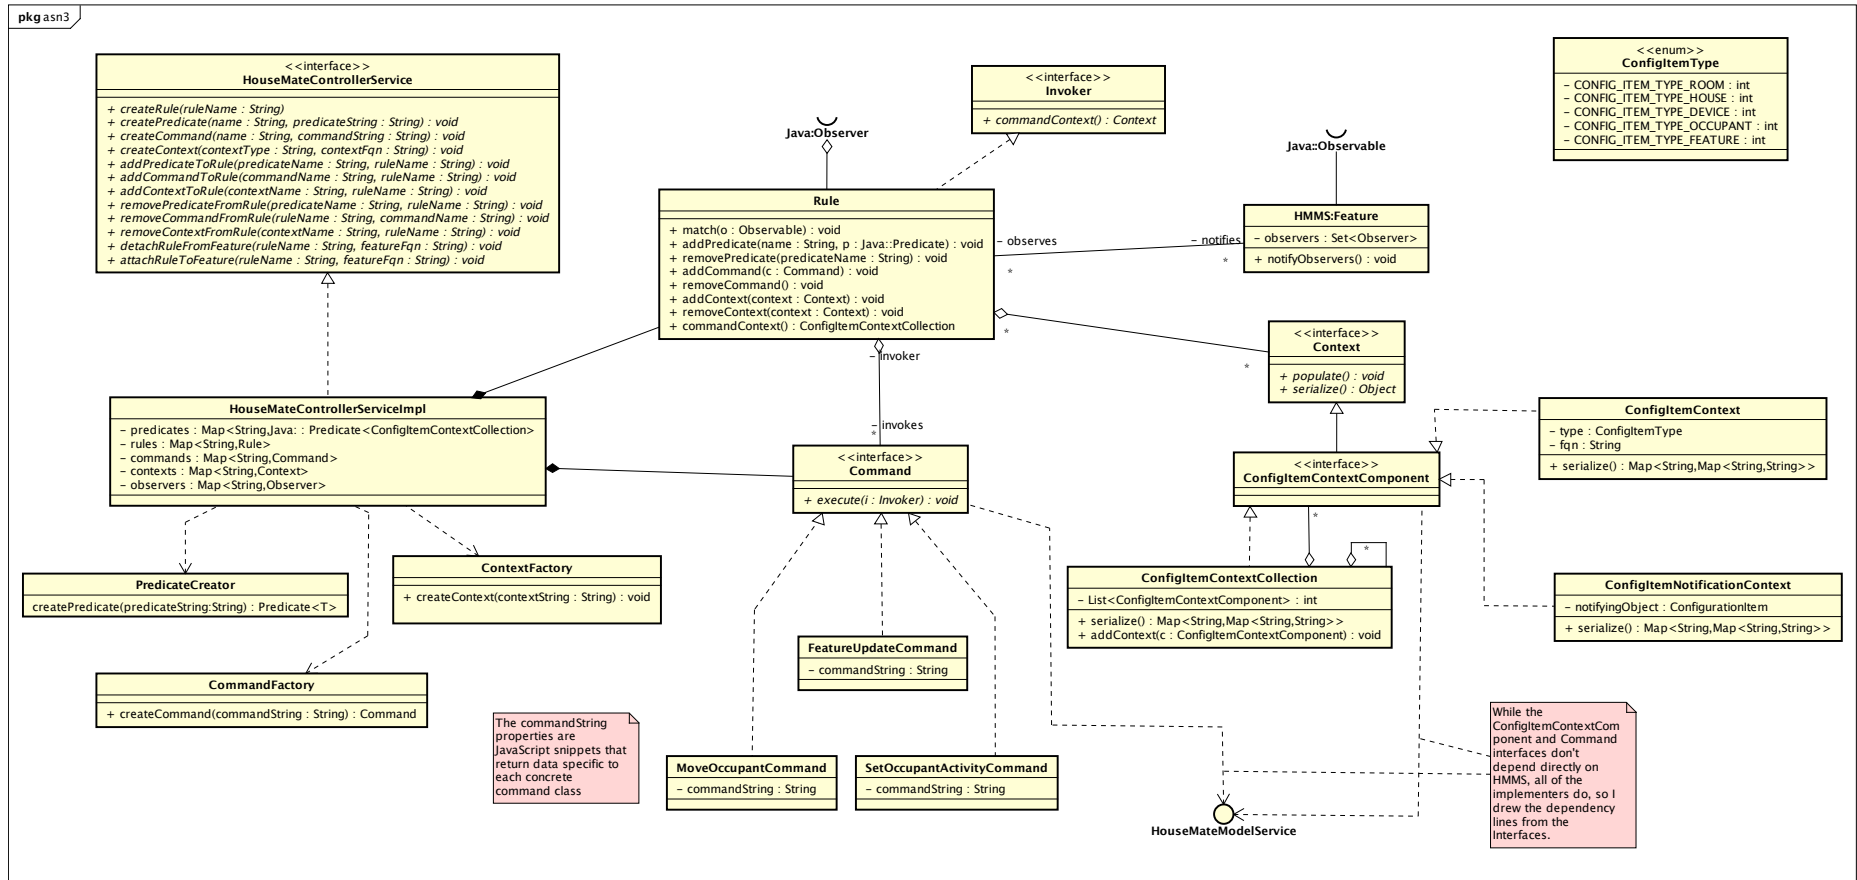 pkg asn3
<<interface>>
HouseMateControllerService
+ createRule(ruleName : String)
+ createPredicate(name : String, predicateString : String) : void
+ createCommand(name : String, commandString : String) : void
+ createContext(contextType : String, contextFqn : String) : void
+ addPredicateToRule(predicateName : String, ruleName : String) : void
+ addCommandToRule(commandName : String, ruleName : String) : void
+ addContextToRule(contextName : String, ruleName : String) : void
+ removePredicateFromRule(predicateName : String, ruleName : String) : void
+ removeCommandFromRule(ruleName : String, commandName : String) : void
+ removeContextFromRule(contextName : String, ruleName : String) : void
+ detachRuleFromFeature(ruleName : String, featureFqn : String) : void
+ attachRuleToFeature(ruleName : String, featureFqn : String) : void
<<interface>>
Invoker
+ commandContext() : Context
Java:Observer
Java::Observable
<<enum>>
ConfigItemType
− CONFIG_ITEM_TYPE_ROOM : int
− CONFIG_ITEM_TYPE_HOUSE : int
− CONFIG_ITEM_TYPE_DEVICE : int
− CONFIG_ITEM_TYPE_OCCUPANT : int
− CONFIG_ITEM_TYPE_FEATURE : int
Rule
+ match(o : Observable) : void
+ addPredicate(name : String, p : Java::Predicate) : void
+ removePredicate(predicateName : String) : void
+ addCommand(c : Command) : void
+ removeCommand() : void
+ addContext(context : Context) : void
+ removeContext(context : Context) : void
+ commandContext() : ConfigItemContextCollection
− observes
*
− notifies
*
HMMS:Feature
− observers : Set<Observer>
+ notifyObservers() : void
*
*
− invoker
− invokes
*
<<interface>>
Context
+ populate() : void
+ serialize() : Object
HouseMateControllerServiceImpl
− predicates : Map<String,Java: : Predicate<ConfigItemContextCollection>
− rules : Map<String,Rule>
− commands : Map<String,Command>
− contexts : Map<String,Context>
− observers : Map<String,Observer>
<<interface>>
Command
+ execute(i : Invoker) : void
<<interface>>
ConfigItemContextComponent
ConfigItemContext
− type : ConfigItemType
− fqn : String
+ serialize() : Map<String,Map<String,String>>
*
*
PredicateCreator
createPredicate(predicateString:String) : Predicate<T>
ContextFactory
+ createContext(contextString : String) : void
ConfigItemContextCollection
− List<ConfigItemContextComponent> : int
+ serialize() : Map<String,Map<String,String>>
+ addContext(c : ConfigItemContextComponent) : void
ConfigItemNotificationContext
− notifyingObject : ConfigurationItem
+ serialize() : Map<String,Map<String,String>>
FeatureUpdateCommand
− commandString : String
CommandFactory
+ createCommand(commandString : String) : Command
The commandString
properties are
JavaScript snippets that
return data specific to
each concrete
command class
MoveOccupantCommand
− commandString : String
SetOccupantActivityCommand
− commandString : String
HouseMateModelService
While the
ConfigItemContextCom
ponent and Command
interfaces don't
depend directly on
HMMS, all of the
implementers do, so I
drew the dependency
lines from the
Interfaces.